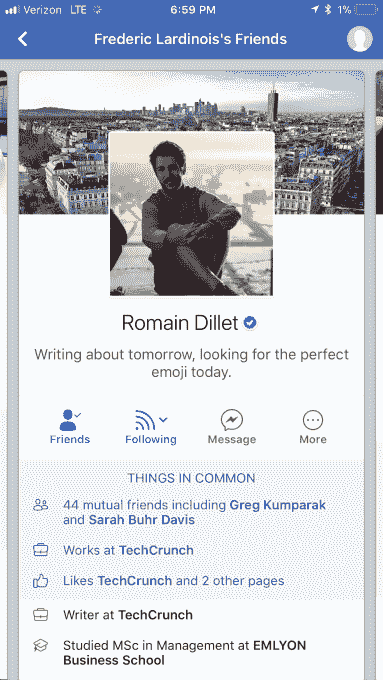 Verizon LTE 6:59 PM 1%
Frederic Lardinois's Friends
Romain Dillet
Writing about tomorrow, looking for the perfect
emoji today.
Friends Following Message More
THINGS IN COMMON
44 mutual friends including Greg Kumparak
and Sarah Buhr Davis
Works at TechCrunch
Likes TechCrunch and 2 other pages
Writer at TechCrunch
Studied MSc in Management at EMLYON
Business School